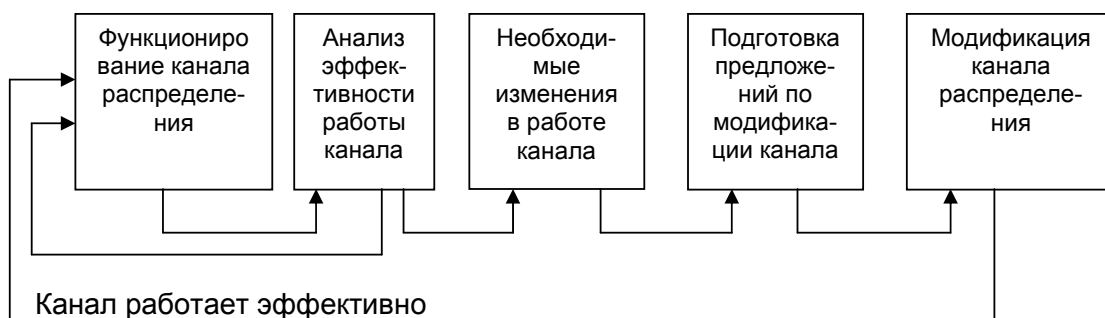 Функциониро
вание канала
распределе-
ния
Анализ
эффек-
тивности
работы
канала
Необходи-
мые
изменения
в работе
канала
Подготовка
предложе-
ний по
модифика-
ции канала
Модификация
канала
распределе-
ния
Канал работает эффективно